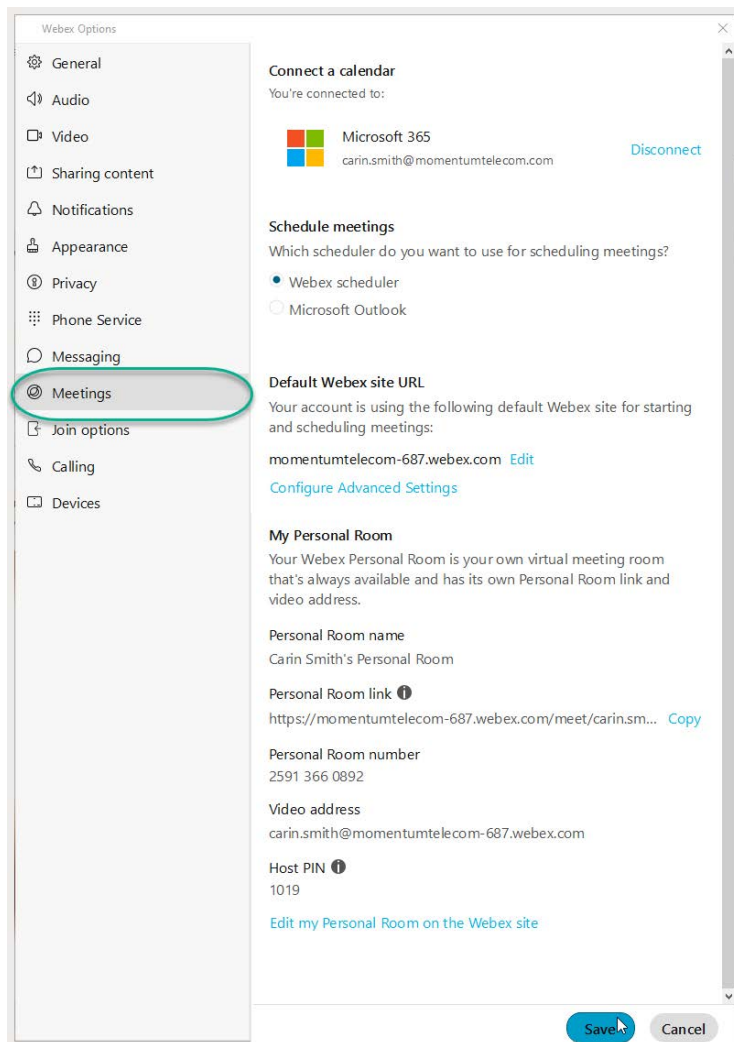 Webex Options
General
Audio
Video
Sharing content
Notifications
Appearance
Privacy
Phone Service
Messaging
Meetings
Join options
Calling
Devices
Connect a calendar
You're connected to:
Microsoft 365
carin.smith@momentumtelecom.com
Disconnect
Schedule meetings
Which scheduler do you want to use for scheduling meetings?
Webex scheduler
Microsoft Outlook
Default Webex site URL
Your account is using the following default Webex site for starting
and scheduling meetings:
momentumtelecom-687.webex.com Edit
Configure Advanced Settings
My Personal Room
Your Webex Personal Room is your own virtual meeting room
that's always available and has its own Personal Room link and
video address.
Personal Room name
Carin Smith's Personal Room
Personal Room link
https://momentumtelecom-687.webex.com/meet/carin.sm... Copy
Personal Room number
2591 366 0892
Video address
carin.smith@momentumtelecom-687.webex.com
Host PIN
1019
Edit my Personal Room on the Webex site
Save Cancel